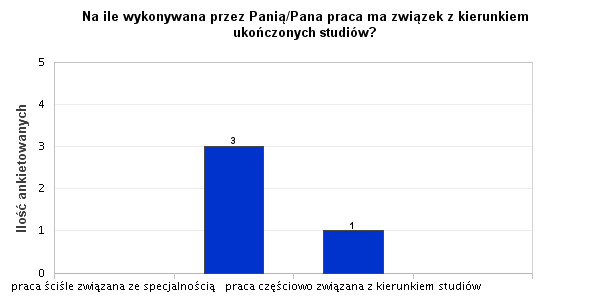 Na ile wykonywana przez Panią/Pana praca ma związek z kierunkiem
ukończonych studiów?
Ilość ankietowanych
5
4
3
2
1
0
3
1
praca ściśle związana ze specjalnością praca częściowo związana z kierunkiem studiów